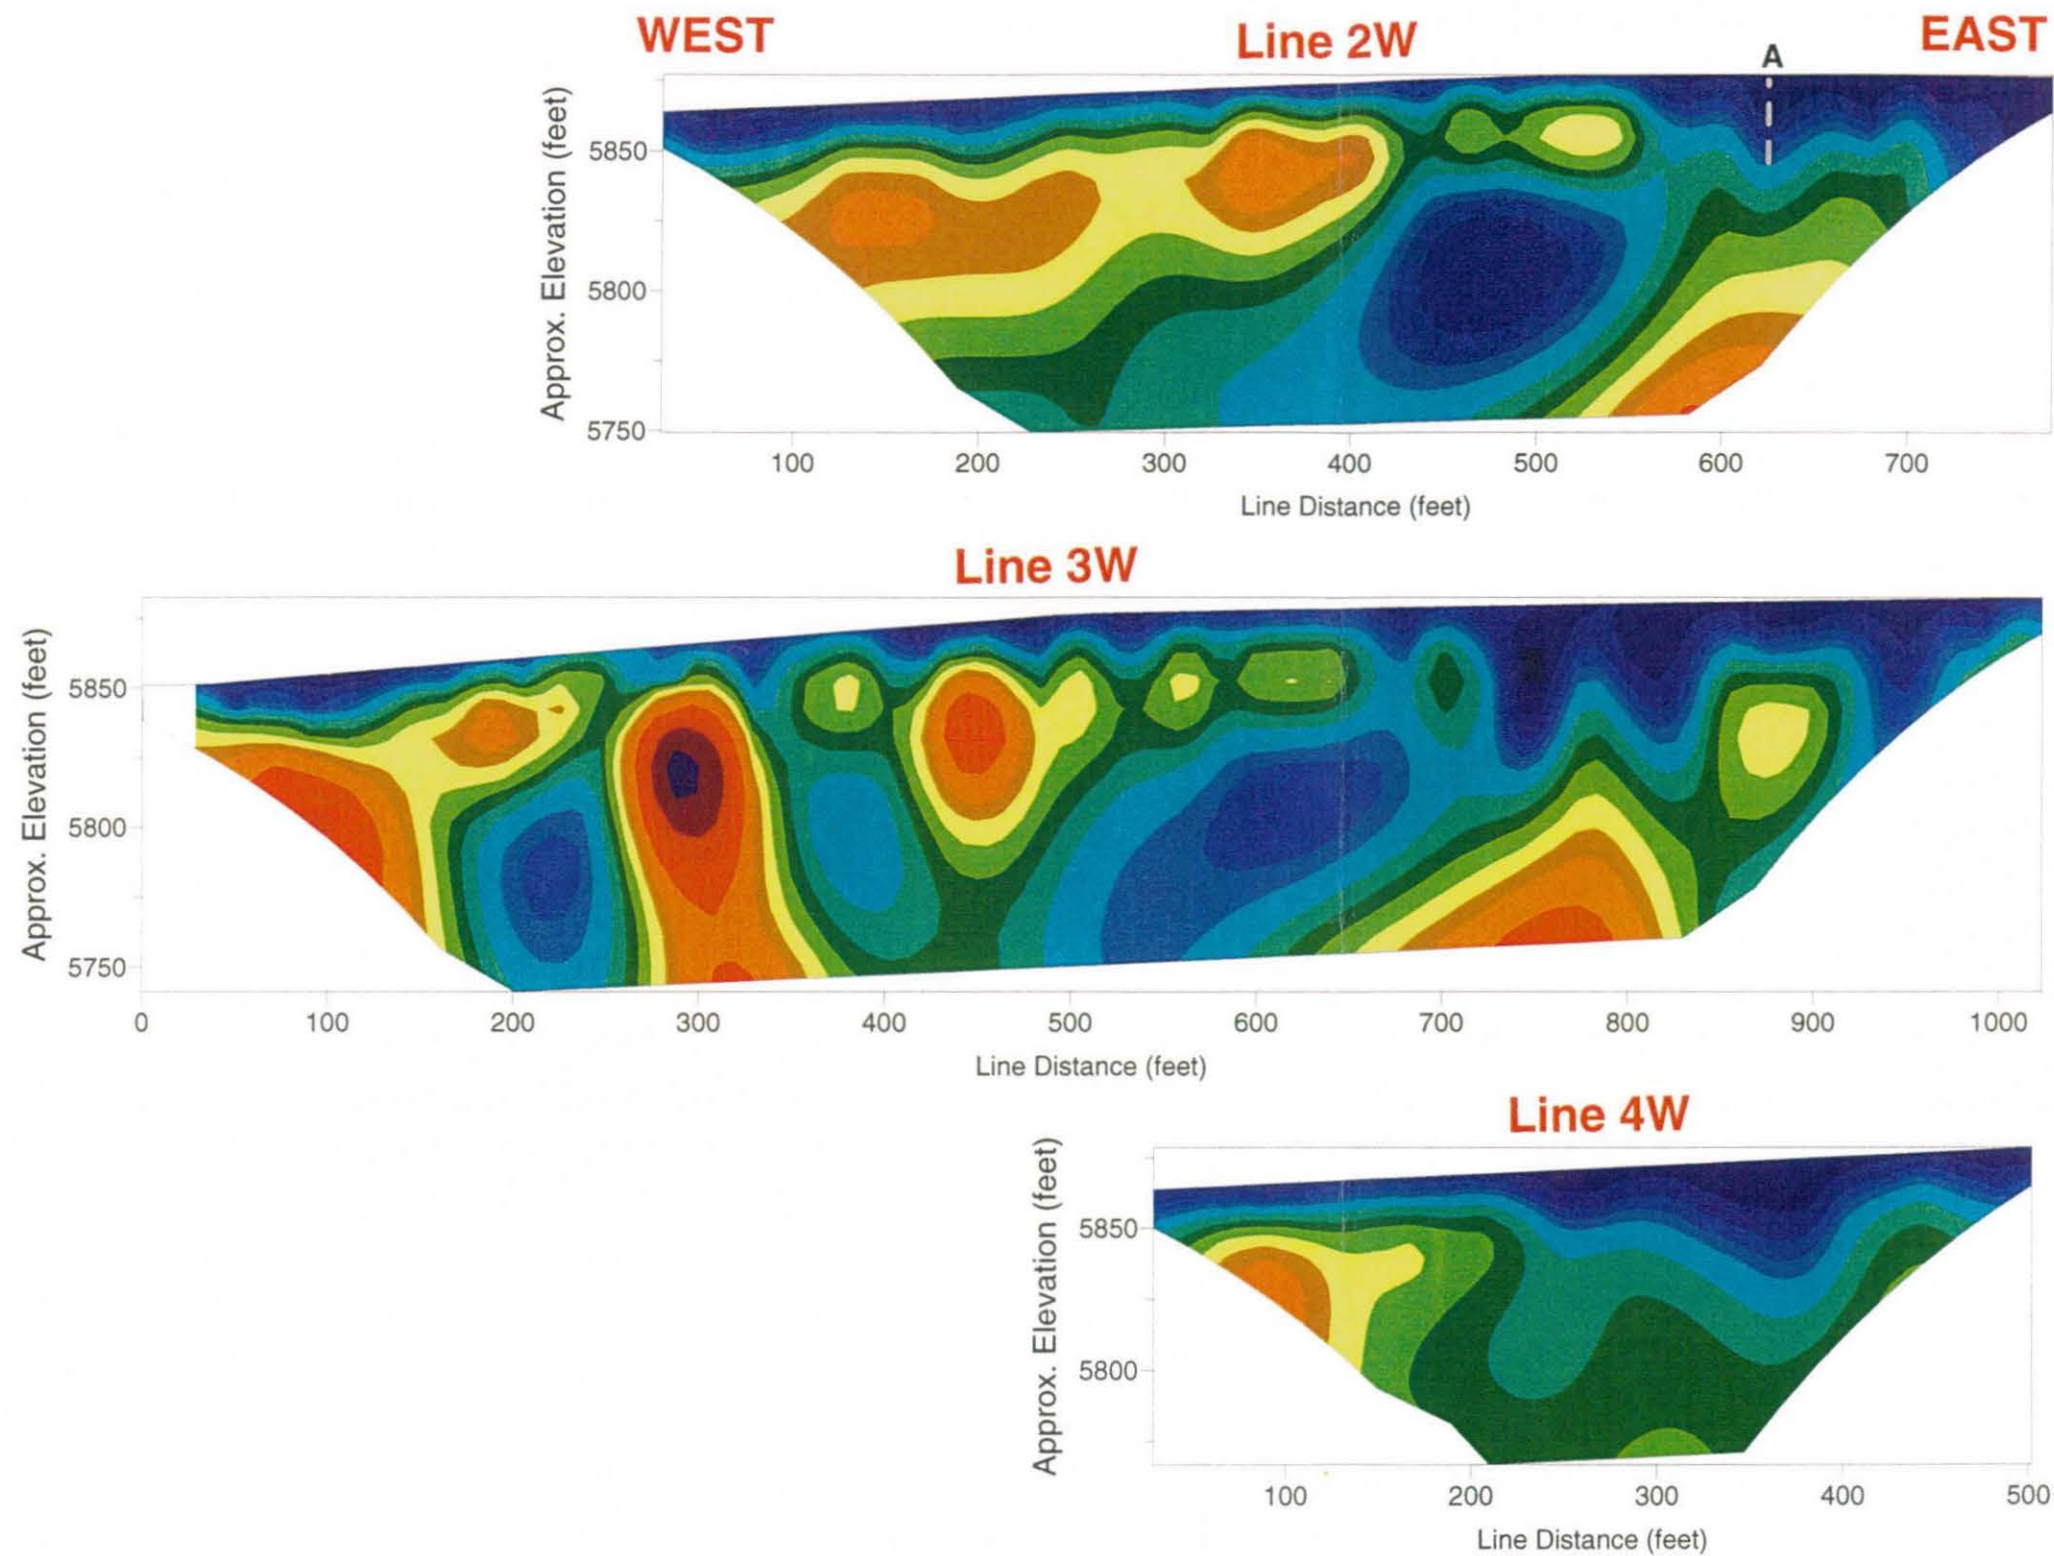 WEST
Line 2W
EAST
A
Approx. Elevation (feet)
5850
5800
5750
100 200 300 400 500 600 700
Line Distance (feet)
Line 3W
Approx. Elevation (feet)
5850
5800
5750
0 100 200 300 400 500 600 700 800 900 1000
Line Distance (feet)
Line 4W
Approx. Elevation (feet)
5850
5800
100 200 300 400 500
Line Distance (feet)